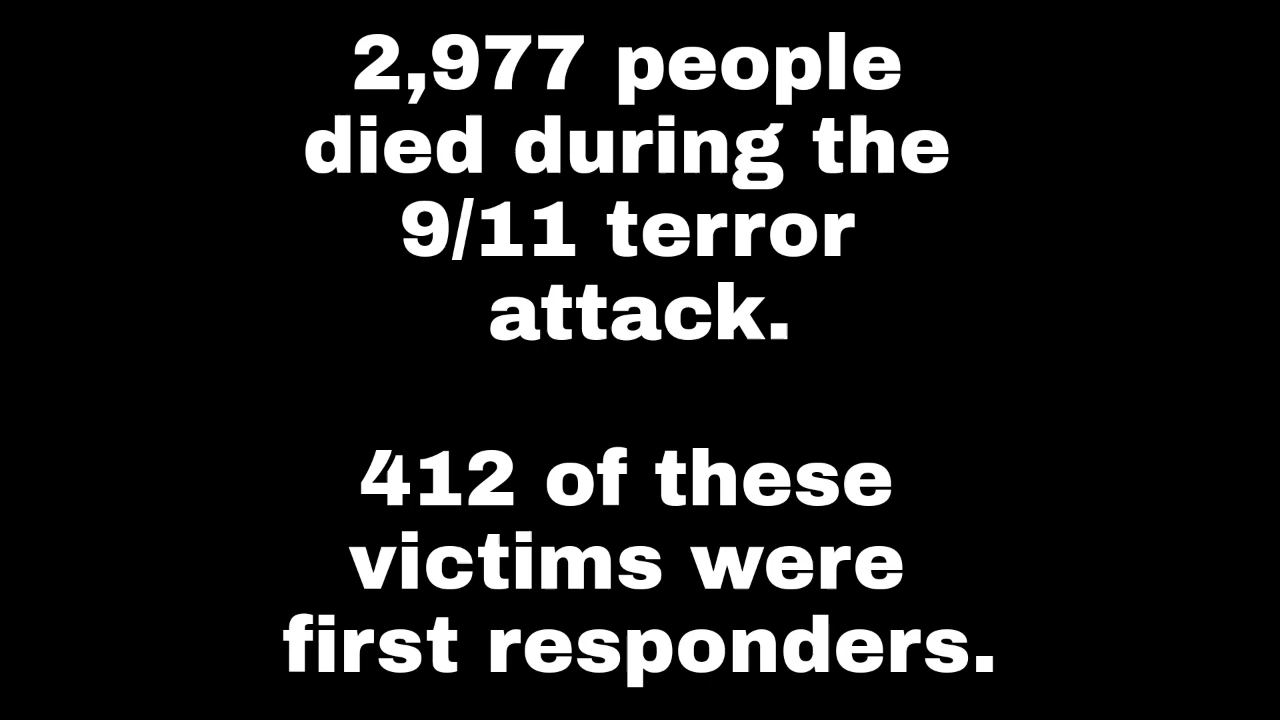 2,977 people
died during the
9/11 terror
attack.
412 of these
victims were
first responders.